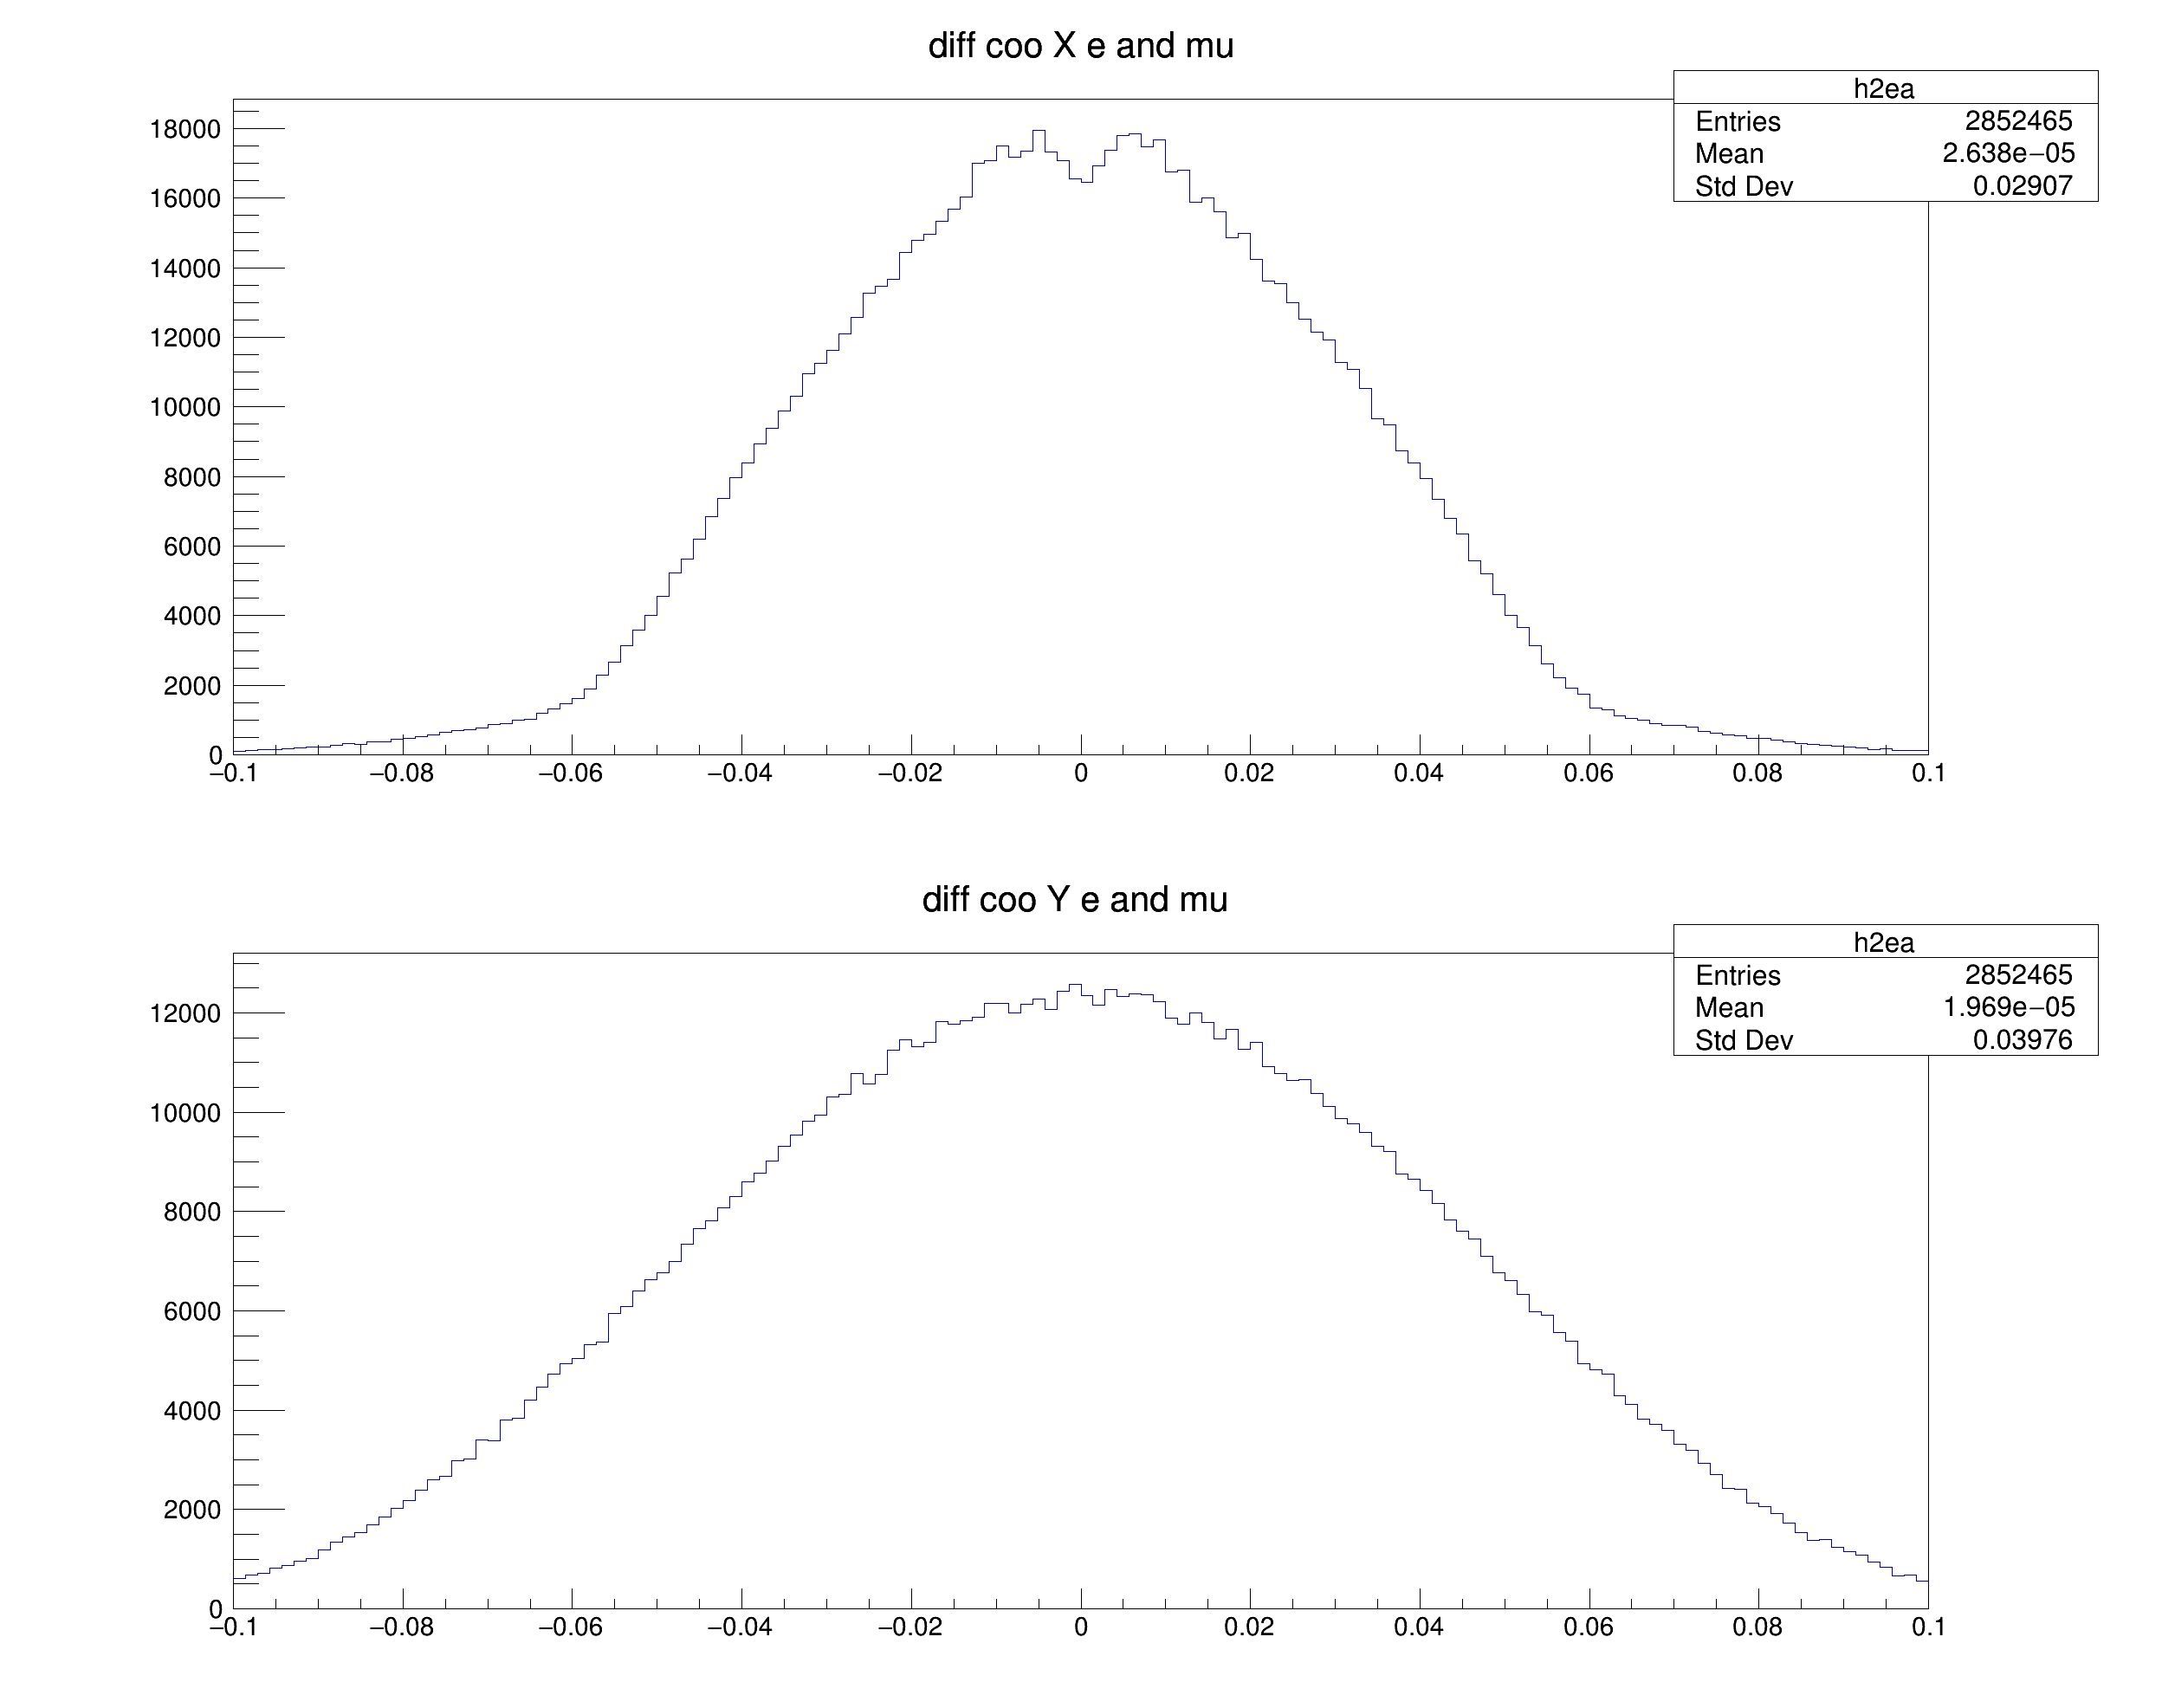 diff coo X e and mu
h2ea
Entries 2852465
Mean 2.638e−05
Std Dev 0.02907
18000
16000
14000
12000
10000
8000
6000
4000
2000
0
−0.1 −0.08 −0.06 −0.04 −0.02 0 0.02 0.04 0.06 0.08 0.1
diff coo Y e and mu
h2ea
Entries 2852465
Mean 1.969e−05
Std Dev 0.03976
12000
10000
8000
6000
4000
2000
0
−0.1 −0.08 −0.06 −0.04 −0.02 0 0.02 0.04 0.06 0.08 0.1